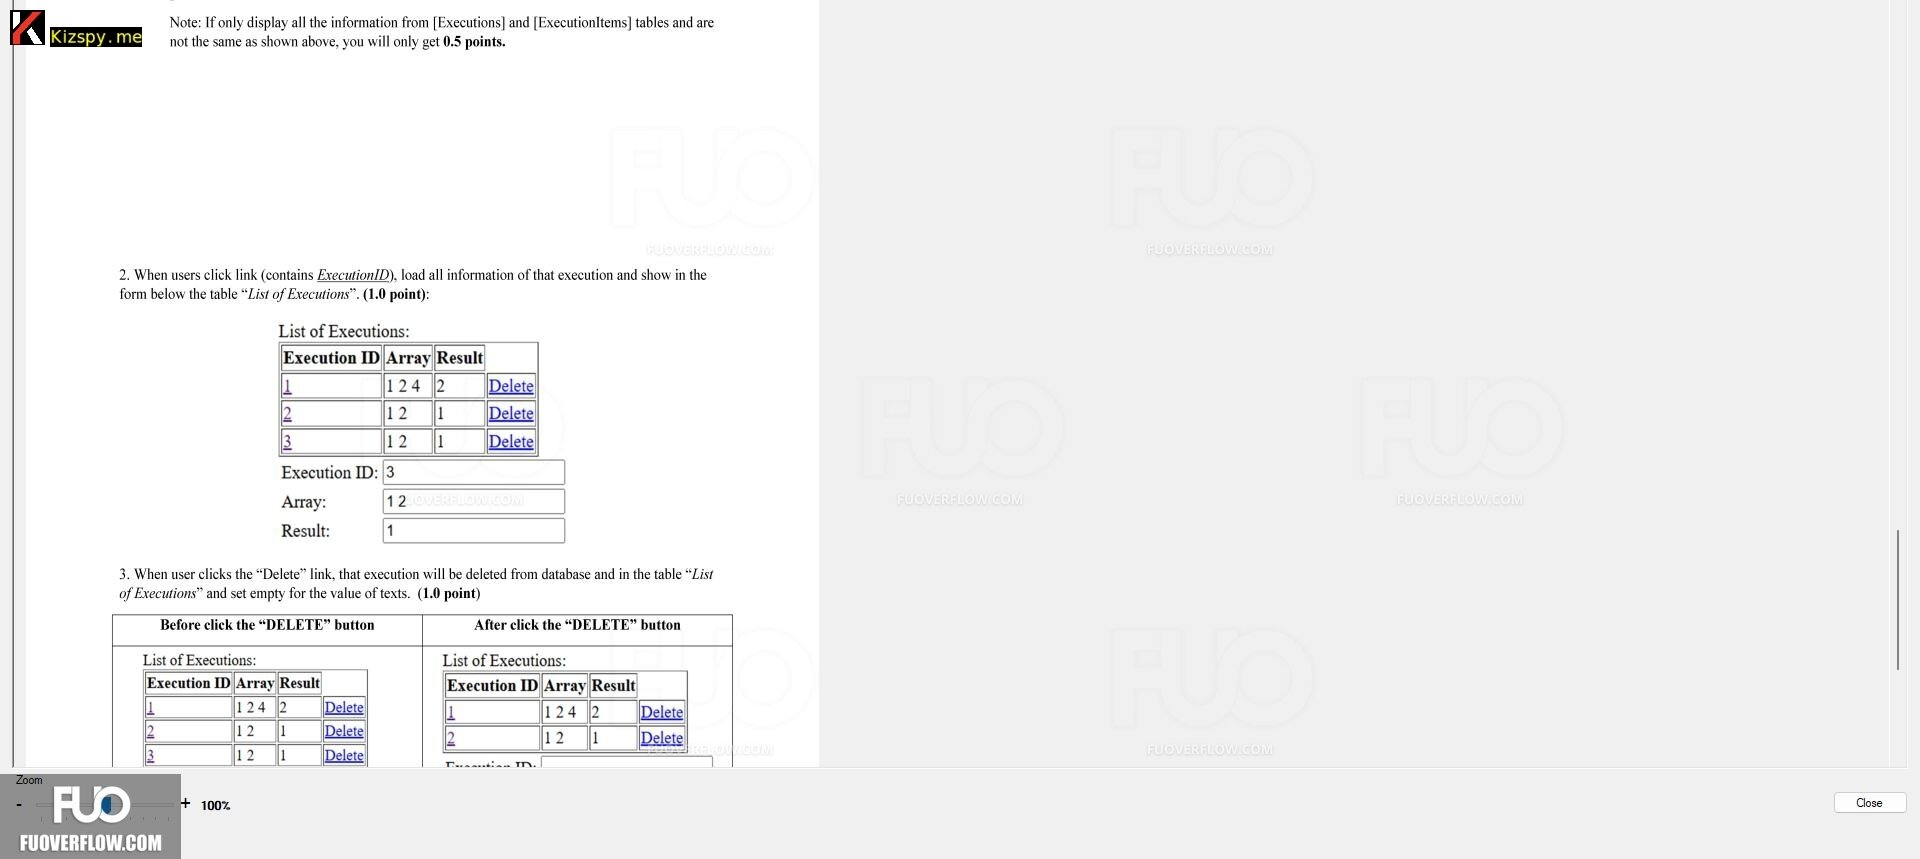 Kizspy.me
Note: If only display all the information from [Executions] and [ExecutionItems] tables and are
not the same as shown above, you will only get 0.5 points.
FUOVERFLOW.COM
FUOVERFLOW.COM
2. When users click link (contains ExecutionID), load all information of that execution and show in the
form below the table “List of Executions”. (1.0 point):
List of Executions:
Execution ID Array Result
1 1 2 4 2 Delete
2 1 2 1 Delete
3 1 2 1 Delete
Execution ID: 3
Array: 1 2
Result: 1
FUOVERFLOW.COM
FUOVERFLOW.COM
FUOVERFLOW.COM
3. When user clicks the “Delete” link, that execution will be deleted from database and in the table “List
of Executions” and set empty for the value of texts. (1.0 point)
Before click the “DELETE” button
List of Executions:
Execution ID Array Result
1 1 2 4 2 Delete
2 1 2 1 Delete
3 1 2 1 Delete
After click the “DELETE” button
List of Executions:
Execution ID Array Result
1 1 2 4 2 Delete
2 1 2 1 Delete
Execution ID:
FUOVERFLOW.COM
FUOVERFLOW.COM
Zoom
- + 100%
Close
FUO
FUOVERFLOW.COM